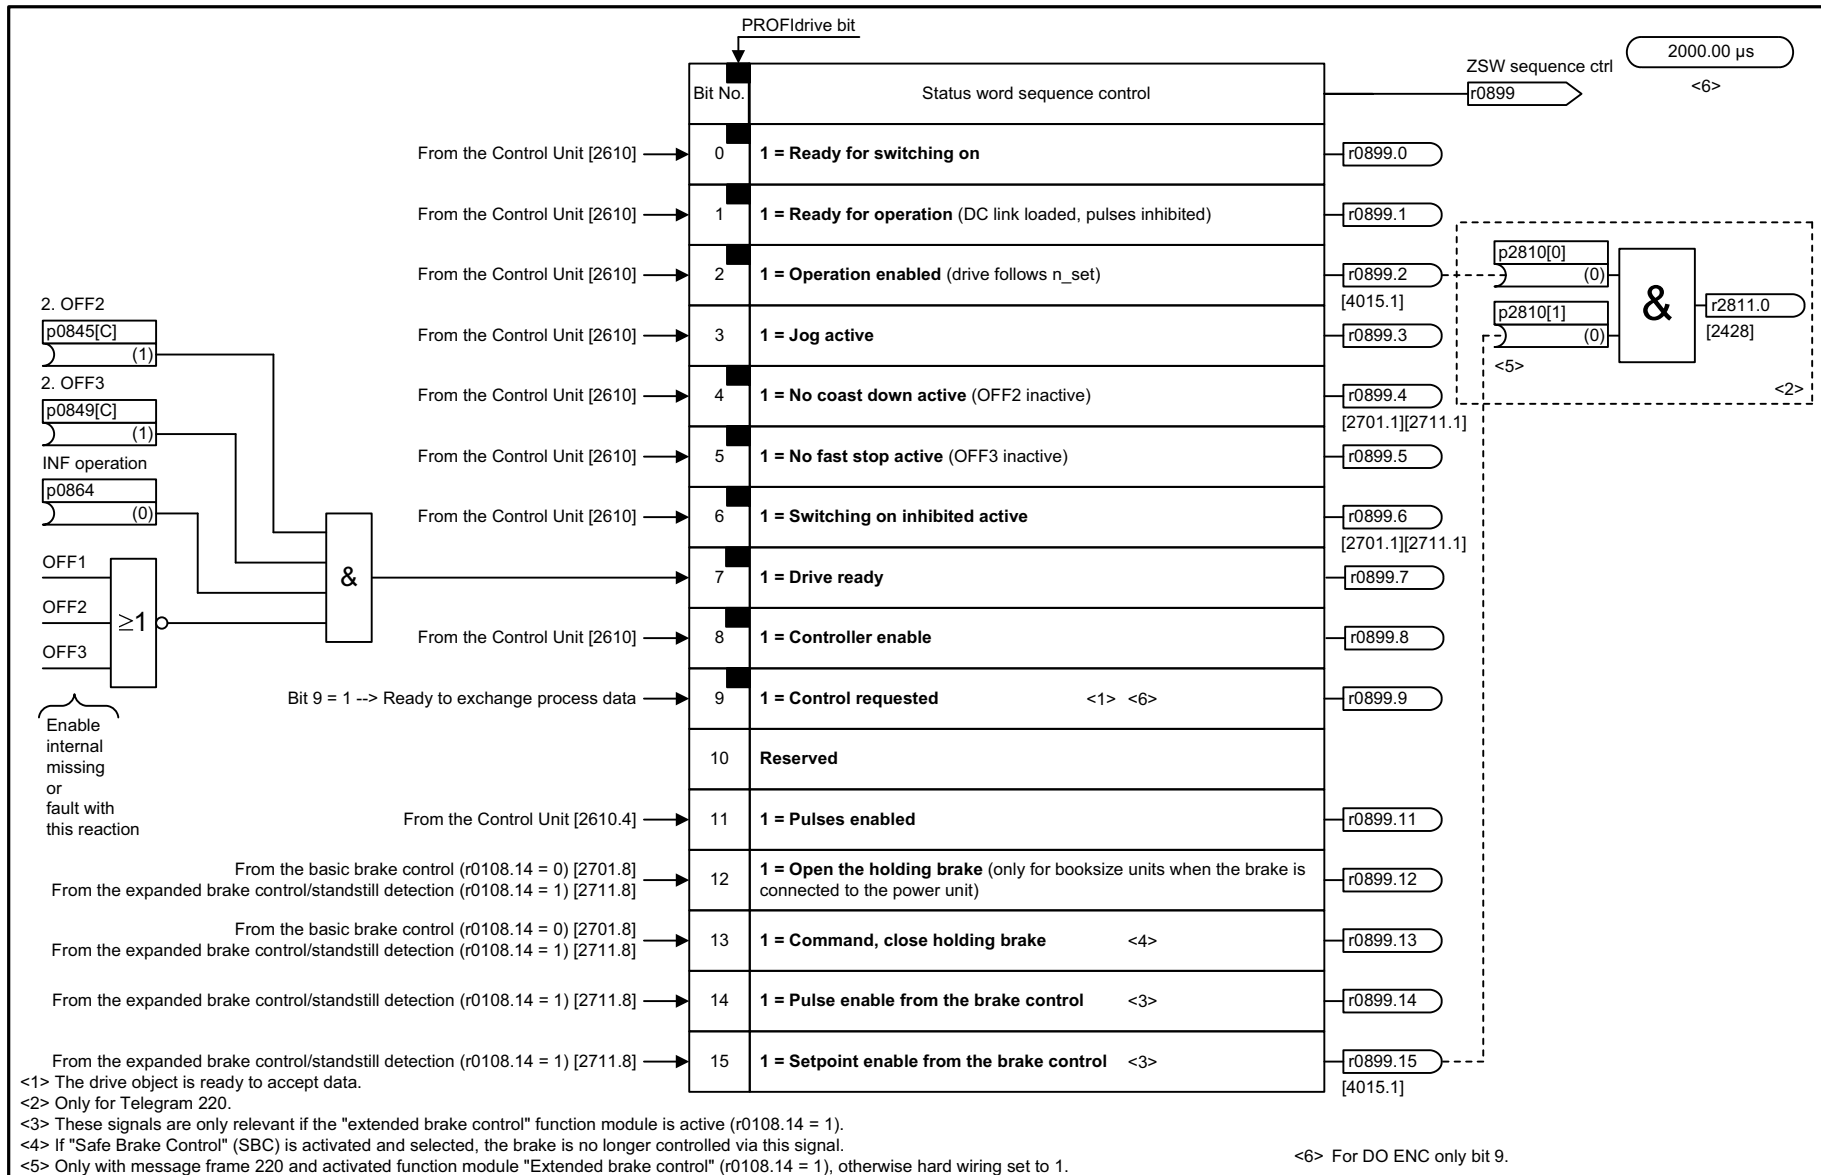 PROFIdrive bit
2000.00 µs
<6>
ZSW sequence ctrl
r0899
Bit No. Status word sequence control
From the Control Unit [2610] 0 1 = Ready for switching on r0899.0
From the Control Unit [2610] 1 1 = Ready for operation (DC link loaded, pulses inhibited) r0899.1
From the Control Unit [2610] 2 1 = Operation enabled (drive follows n_set) r0899.2
[4015.1]
p2810[0]
(0)
p2810[1]
(0)
&
r2811.0
[2428]
<5>
<2>
2. OFF2
p0845[C]
(1)
2. OFF3
p0849[C]
(1)
INF operation
p0864
(0)
OFF1
OFF2
OFF3
≥1
&
Enable
internal
missing
or
fault with
this reaction
From the Control Unit [2610] 3 1 = Jog active r0899.3
From the Control Unit [2610] 4 1 = No coast down active (OFF2 inactive) r0899.4
[2701.1][2711.1]
From the Control Unit [2610] 5 1 = No fast stop active (OFF3 inactive) r0899.5
From the Control Unit [2610] 6 1 = Switching on inhibited active r0899.6
[2701.1][2711.1]
7 1 = Drive ready r0899.7
From the Control Unit [2610] 8 1 = Controller enable r0899.8
Bit 9 = 1 --> Ready to exchange process data 9 1 = Control requested <1> <6> r0899.9
10 Reserved
From the Control Unit [2610.4] 11 1 = Pulses enabled r0899.11
From the basic brake control (r0108.14 = 0) [2701.8]
From the expanded brake control/standstill detection (r0108.14 = 1) [2711.8]
12 1 = Open the holding brake (only for booksize units when the brake is
connected to the power unit)
r0899.12
From the basic brake control (r0108.14 = 0) [2701.8]
From the expanded brake control/standstill detection (r0108.14 = 1) [2711.8]
13 1 = Command, close holding brake <4> r0899.13
From the expanded brake control/standstill detection (r0108.14 = 1) [2711.8] 14 1 = Pulse enable from the brake control <3> r0899.14
From the expanded brake control/standstill detection (r0108.14 = 1) [2711.8] 15 1 = Setpoint enable from the brake control <3> r0899.15
[4015.1]
<1> The drive object is ready to accept data.
<2> Only for Telegram 220.
<3> These signals are only relevant if the "extended brake control" function module is active (r0108.14 = 1).
<4> If "Safe Brake Control" (SBC) is activated and selected, the brake is no longer controlled via this signal.
<5> Only with message frame 220 and activated function module "Extended brake control" (r0108.14 = 1), otherwise hard wiring set to 1.
<6> For DO ENC only bit 9.